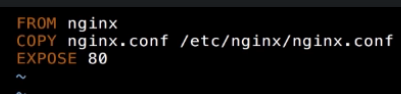 FROM nginx
COPY nginx.conf /etc/nginx/nginx.conf
EXPOSE 80
~
~